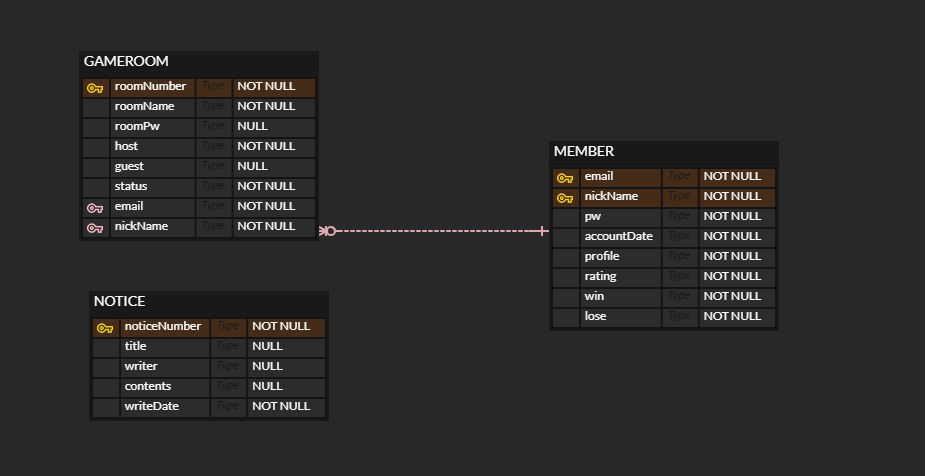 GAMEROOM
roomNumber Type NOT NULL
roomName Type NOT NULL
roomPw Type NULL
host Type NOT NULL
guest Type NULL
status Type NOT NULL
email Type NOT NULL
nickName Type NOT NULL
MEMBER
email Type NOT NULL
nickName Type NOT NULL
pw Type NOT NULL
accountDate Type NOT NULL
profile Type NOT NULL
rating Type NOT NULL
win Type NOT NULL
lose Type NOT NULL
NOTICE
noticeNumber Type NOT NULL
title Type NULL
writer Type NULL
contents Type NULL
writeDate Type NOT NULL